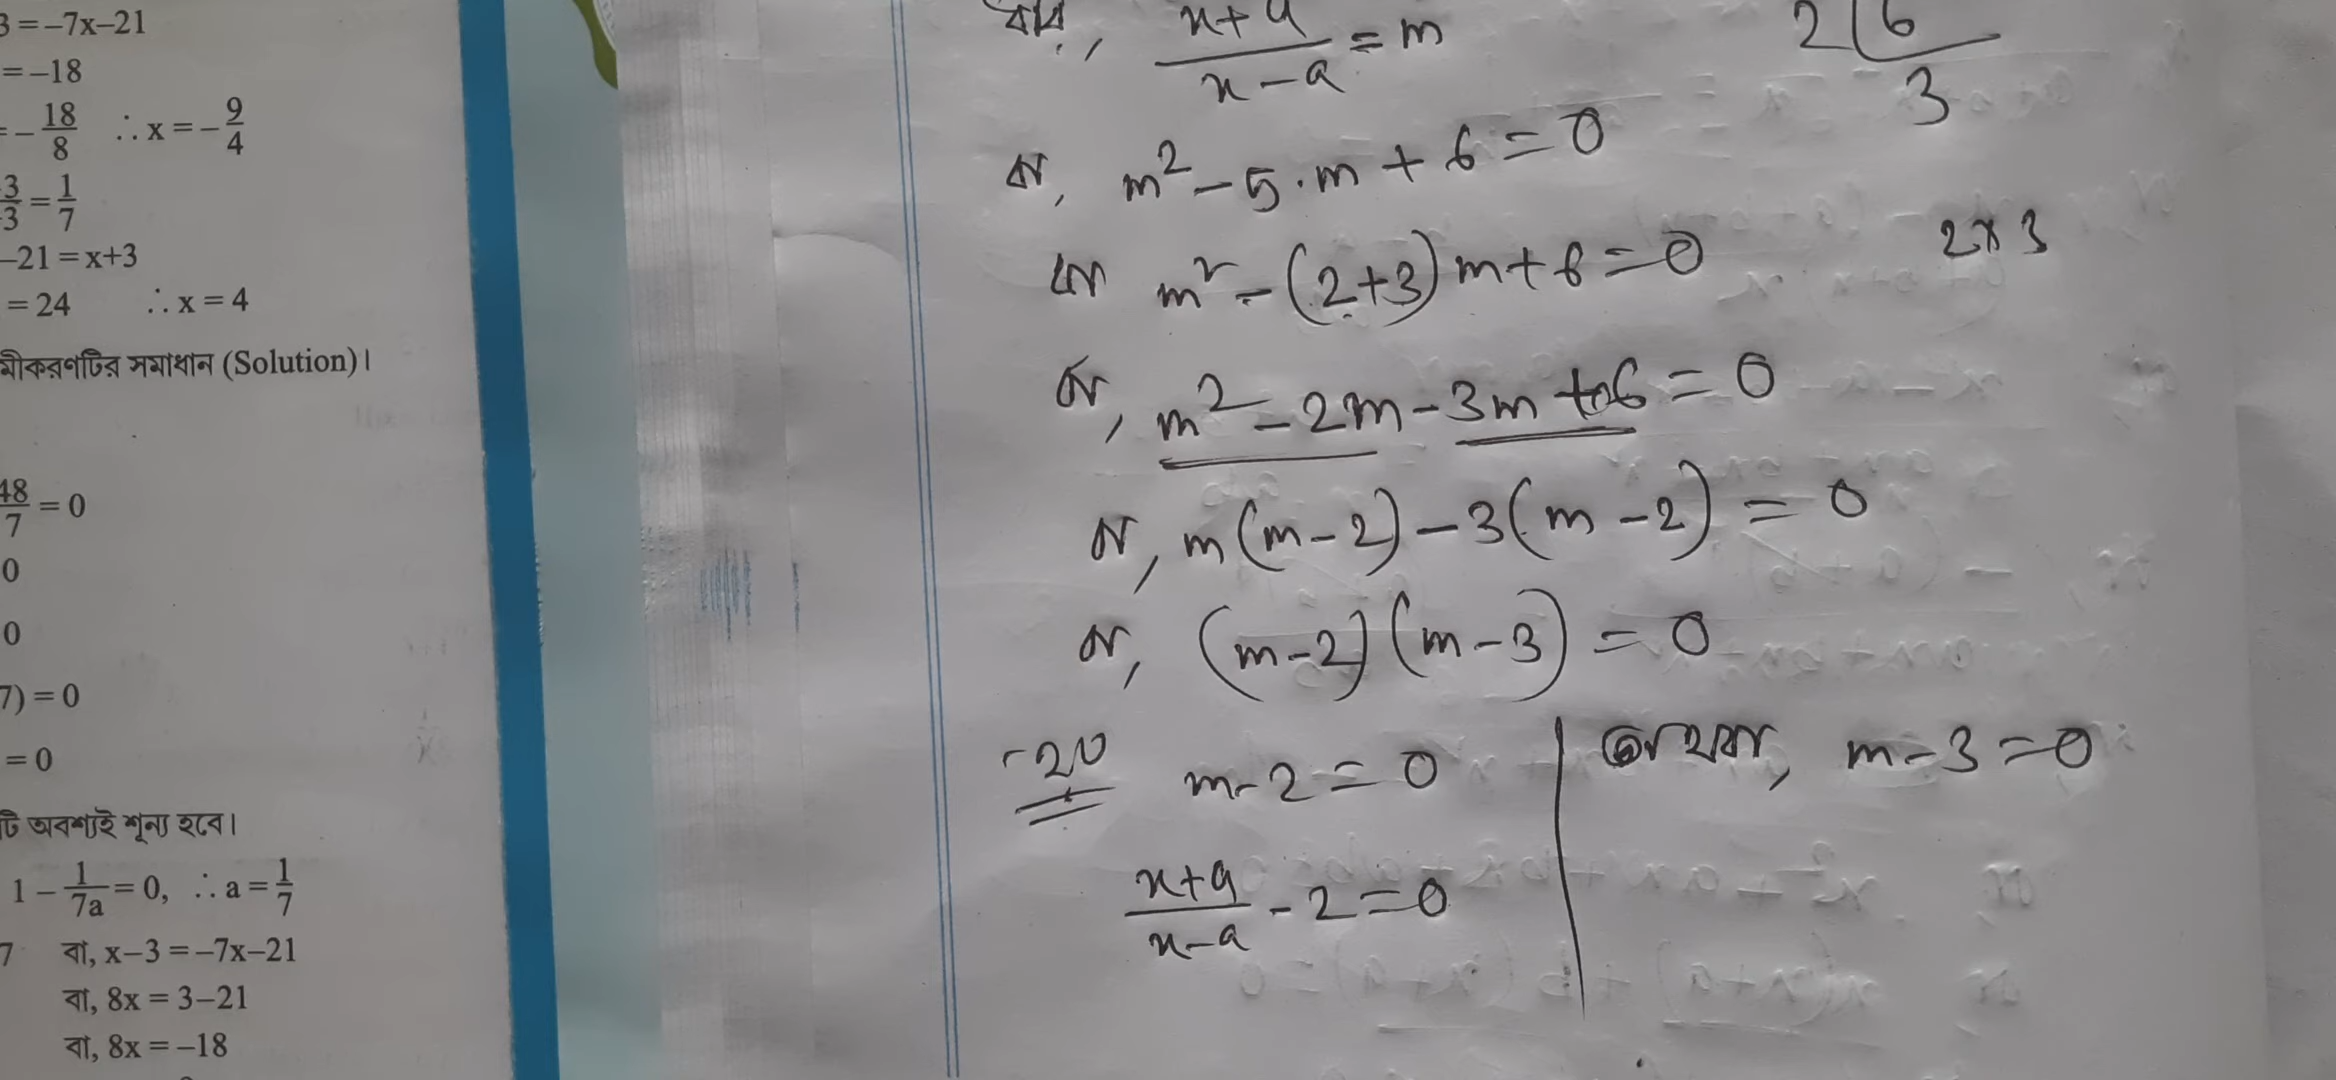 3 = –7x–21
= –18
= – 18/8 ∴ x = – 9/4
3/3 = 1/7
–21 = x+3
= 24 ∴ x = 4
মীকরণটির সমাধান (Solution)।
48/7 = 0
0
0
7) = 0
= 0
টি অবশ্যই শূন্য হবে।
1 – 1/7a = 0, ∴ a = 1/7
7 বা, x–3 = –7x–21
বা, 8x = 3–21
বা, 8x = –18
x+a/x-a = m
2 6
3
বা, m² - 5.m + 6 = 0
বা m² - (2+3) m + 6 = 0
2×3
বা, m² - 2m - 3m + 6 = 0
বা, m(m-2) - 3(m-2) = 0
বা, (m-2) (m-3) = 0
m-2 = 0
অথবা, m-3 = 0
x+a/x-a - 2 = 0